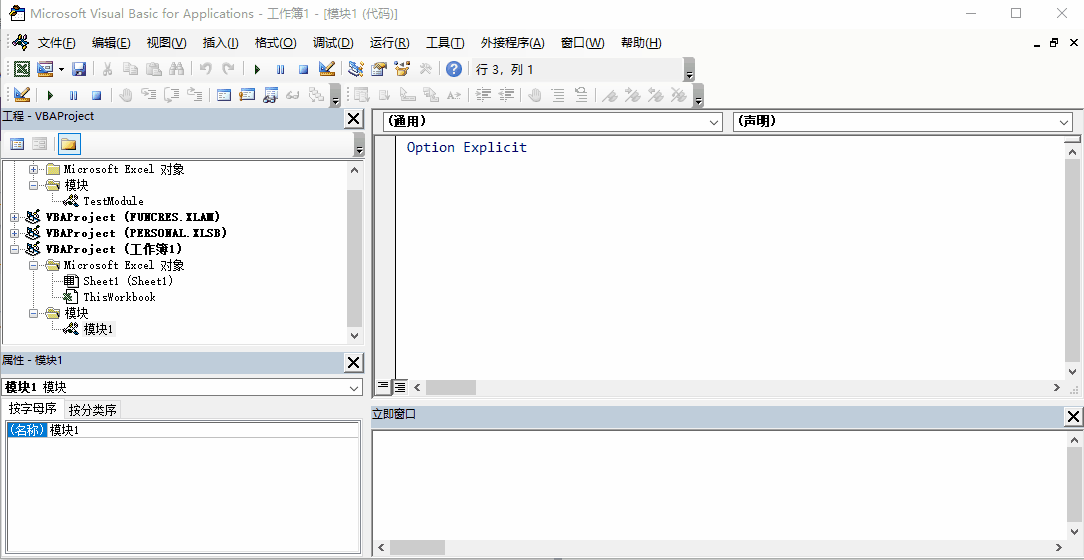 Microsoft Visual Basic for Applications - 工作簿1 - [模块1 (代码)]
文件(F) 编辑(E) 视图(V) 插入(I) 格式(O) 调试(D) 运行(R) 工具(T) 外接程序(A) 窗口(W) 帮助(H)
行 3，列 1
工程 - VBAProject
Microsoft Excel 对象
模块
TestModule
VBAProject (FUNCRES.XLAM)
VBAProject (PERSONAL.XLSB)
VBAProject (工作簿1)
Microsoft Excel 对象
Sheet1 (Sheet1)
ThisWorkbook
模块
模块1
属性 - 模块1
模块1 模块
按字母序 按分类序
(名称) 模块1
(通用) (声明)
Option Explicit
立即窗口